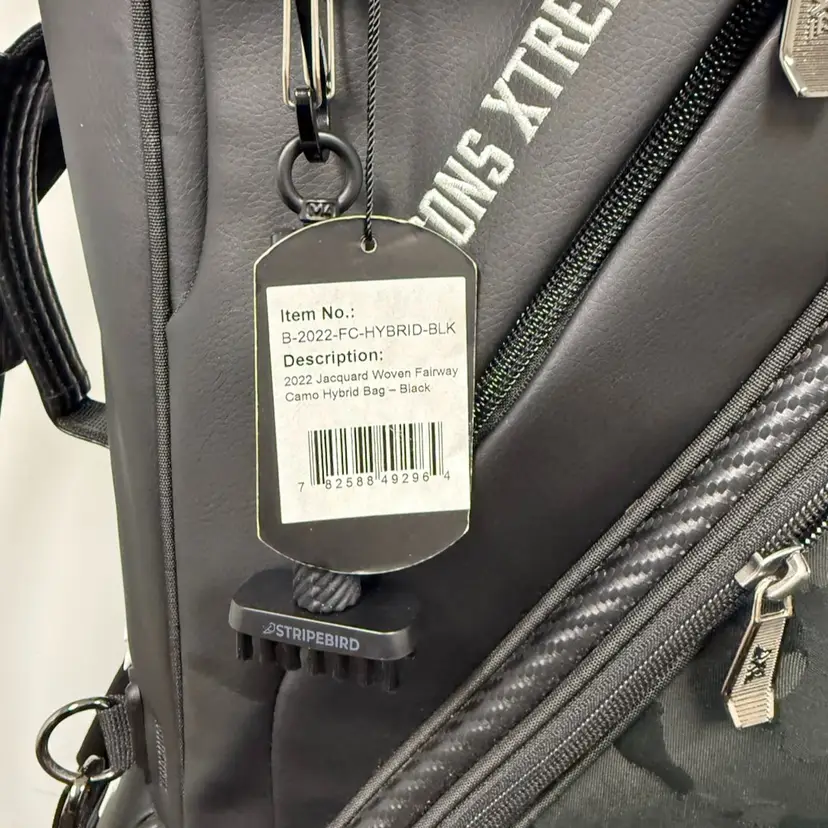 ONS XTRE
Item No.:
B-2022-FC-HYBRID-BLK
Description:
2022 Jacquard Woven Fairway
Camo Hybrid Bag – Black
7 82588 49296 4
STRIPEBIRD